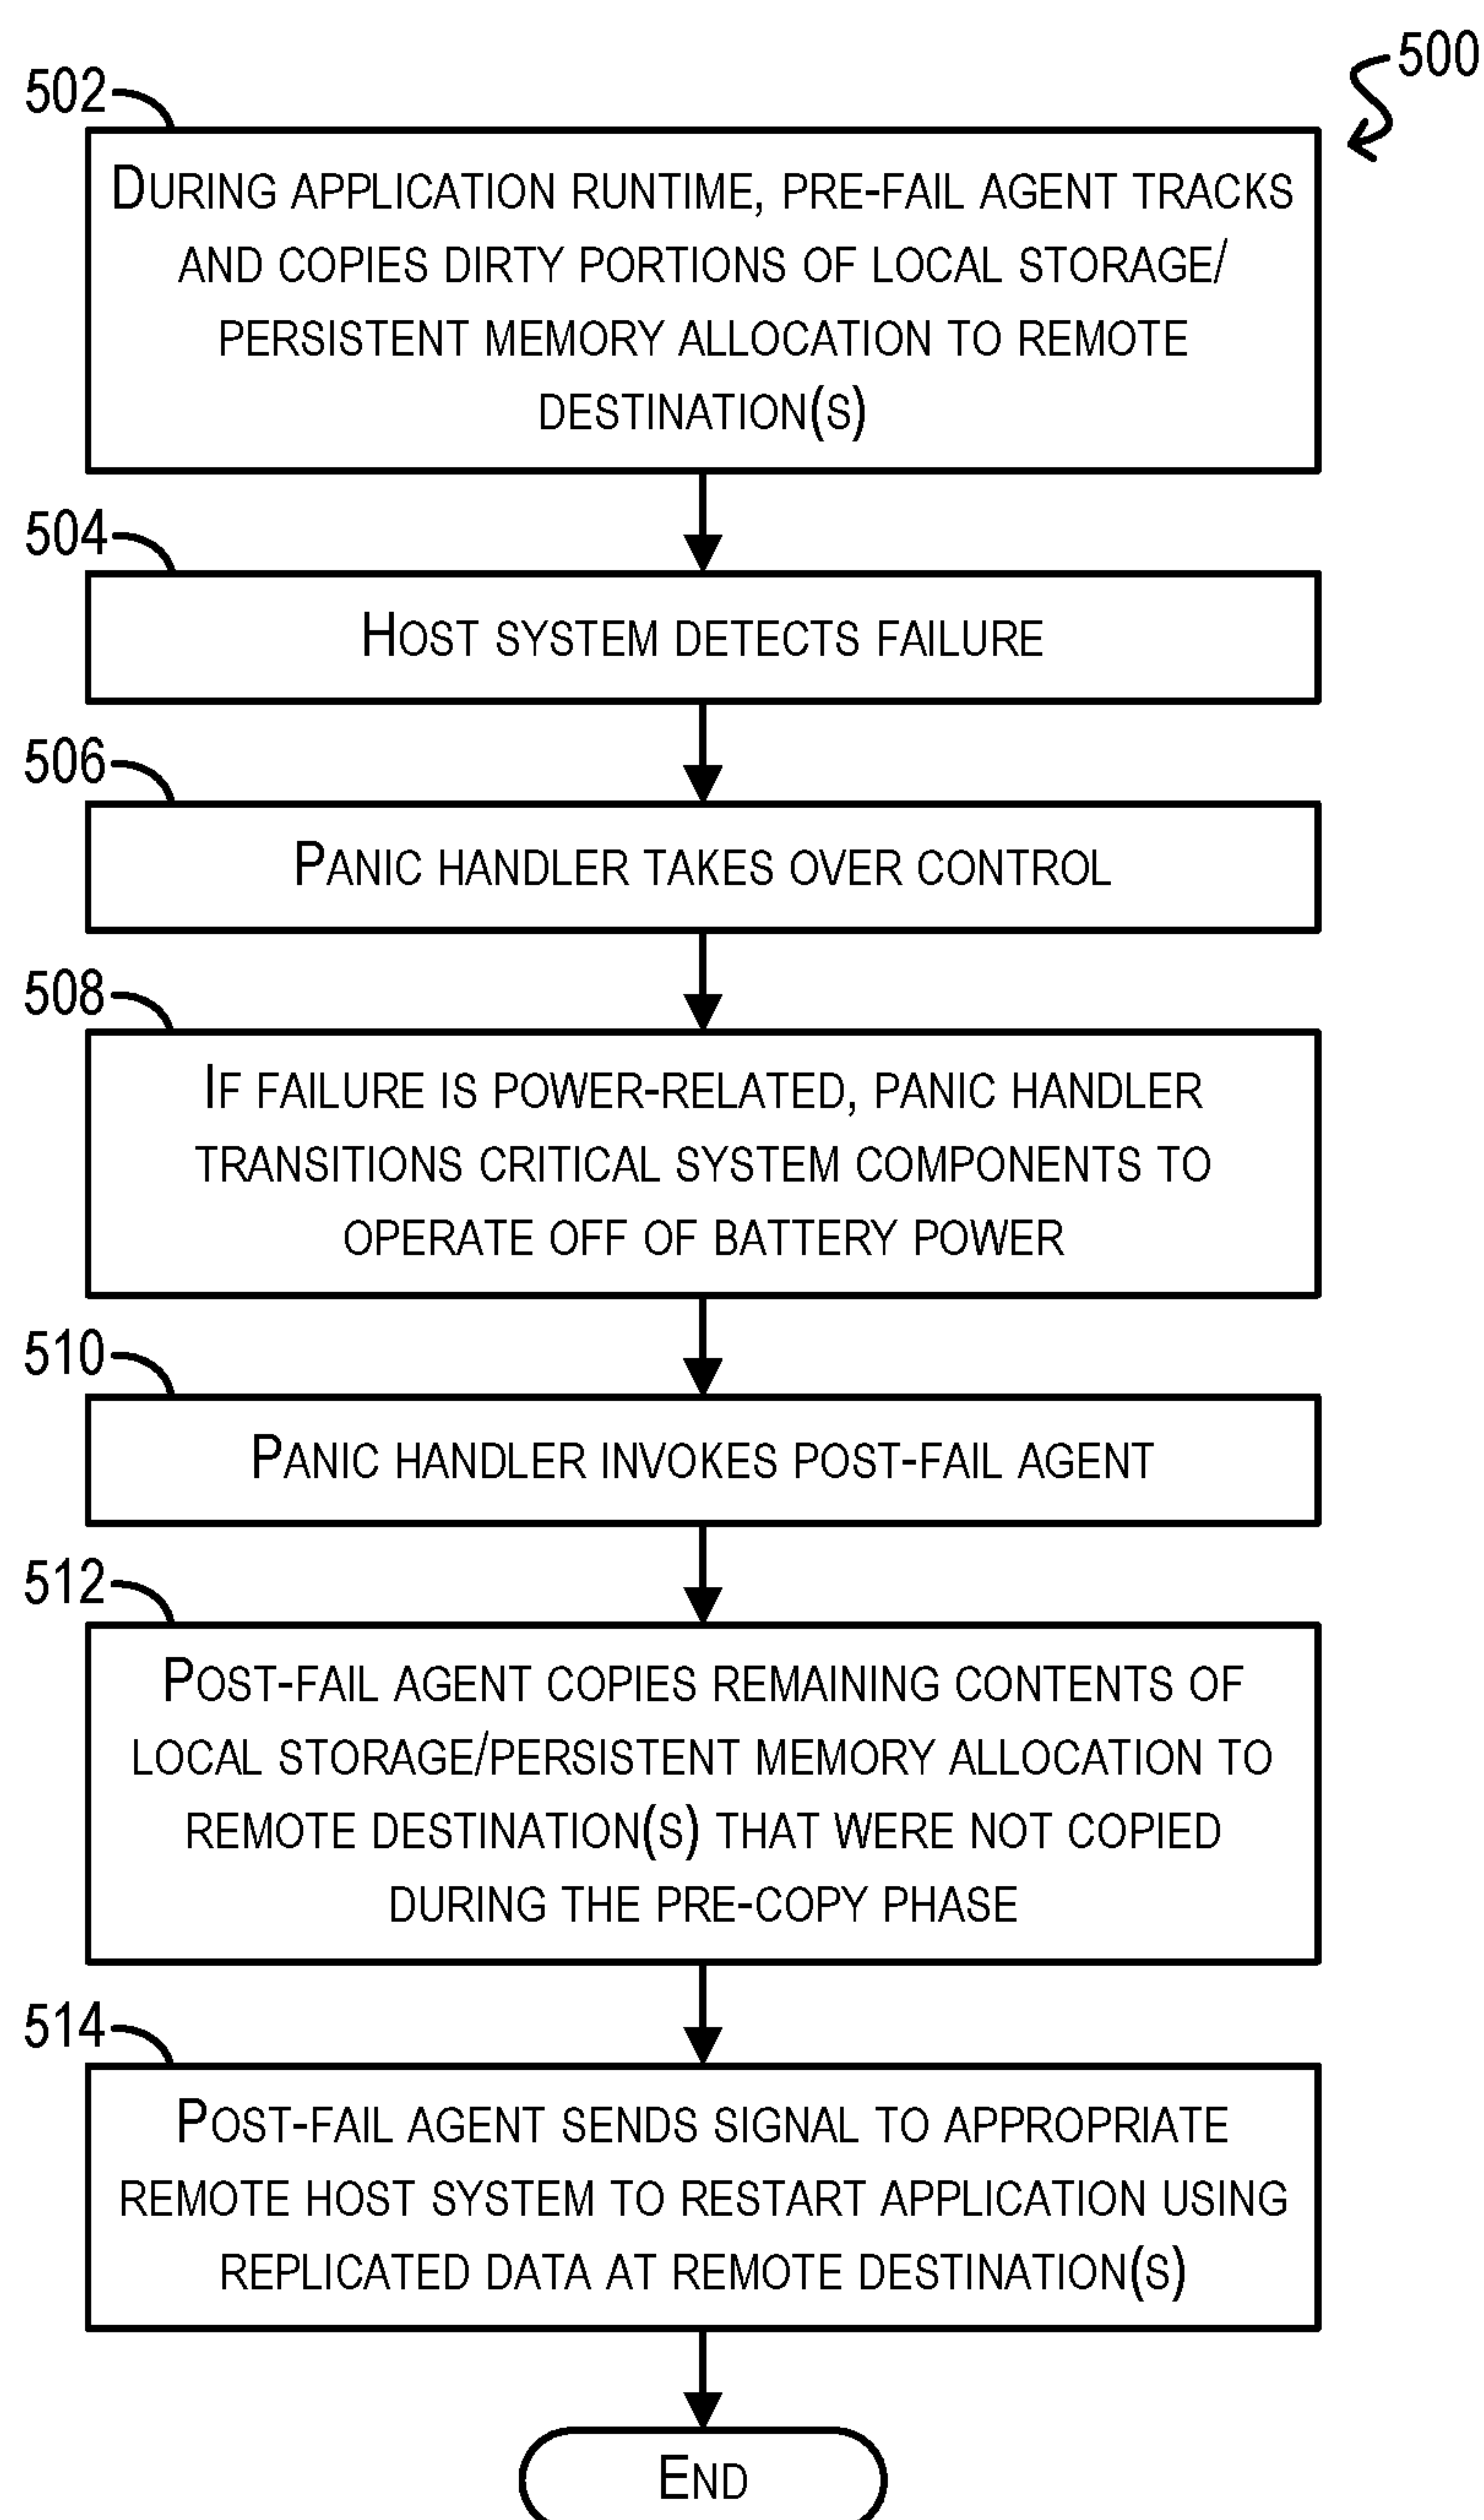 500
502
DURING APPLICATION RUNTIME, PRE-FAIL AGENT TRACKS
AND COPIES DIRTY PORTIONS OF LOCAL STORAGE/
PERSISTENT MEMORY ALLOCATION TO REMOTE
DESTINATION(S)
504
HOST SYSTEM DETECTS FAILURE
506
PANIC HANDLER TAKES OVER CONTROL
508
IF FAILURE IS POWER-RELATED, PANIC HANDLER
TRANSITIONS CRITICAL SYSTEM COMPONENTS TO
OPERATE OFF OF BATTERY POWER
510
PANIC HANDLER INVOKES POST-FAIL AGENT
512
POST-FAIL AGENT COPIES REMAINING CONTENTS OF
LOCAL STORAGE/PERSISTENT MEMORY ALLOCATION TO
REMOTE DESTINATION(S) THAT WERE NOT COPIED
DURING THE PRE-COPY PHASE
514
POST-FAIL AGENT SENDS SIGNAL TO APPROPRIATE
REMOTE HOST SYSTEM TO RESTART APPLICATION USING
REPLICATED DATA AT REMOTE DESTINATION(S)
END